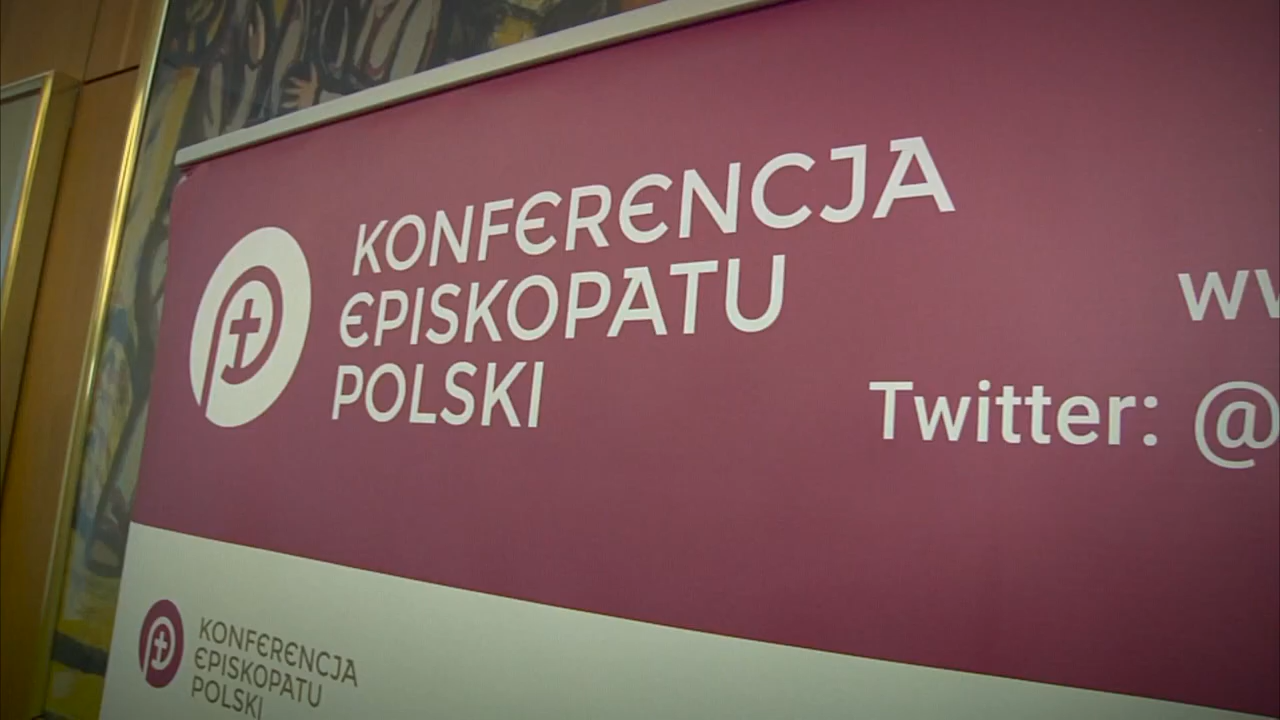 KONFERENCJA
EPISKOPATU
POLSKI
Twitter: @
KONFERENCJA
EPISKOPATU
POLSKI